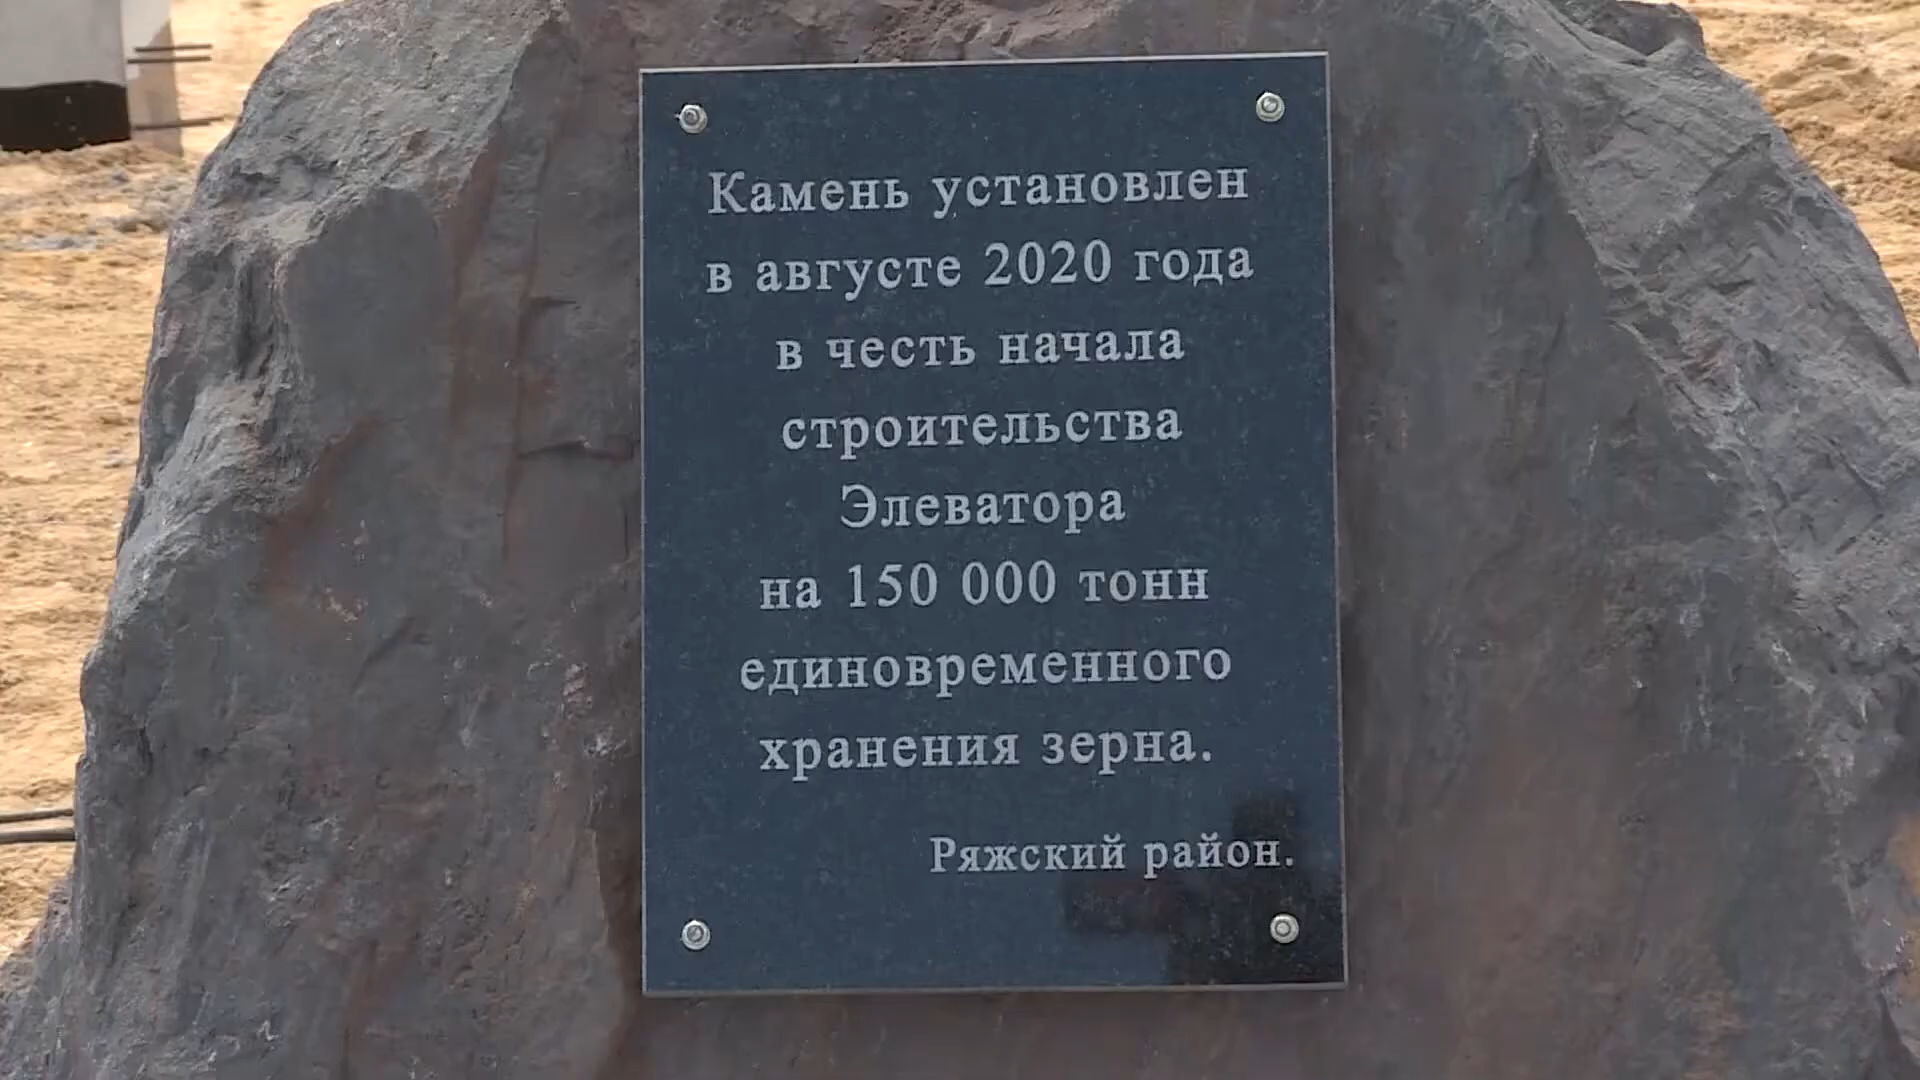 Камень установлен
в августе 2020 года
в честь начала
строительства
Элеватора
на 150 000 тонн
единовременного
хранения зерна.
Ряжский район.